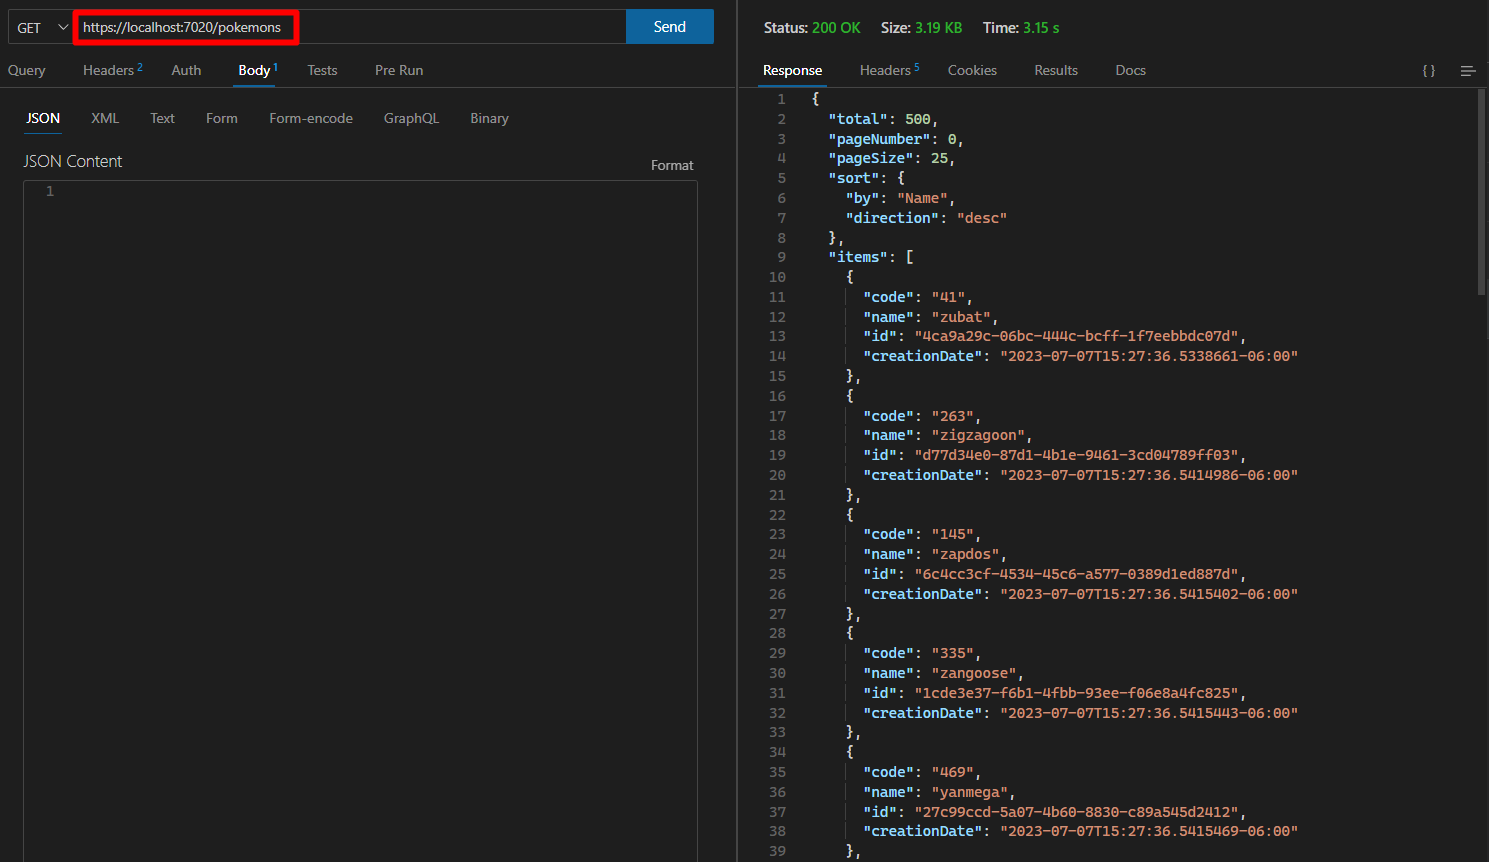 GET https://localhost:7020/pokemons Send
Query Headers 2 Auth Body 1 Tests Pre Run
JSON XML Text Form Form-encode GraphQL Binary
JSON Content Format
1
Status: 200 OK Size: 3.19 KB Time: 3.15 s
Response Headers 5 Cookies Results Docs { }
1 {
2 "total": 500,
3 "pageNumber": 0,
4 "pageSize": 25,
5 "sort": {
6 "by": "Name",
7 "direction": "desc"
8 },
9 "items": [
10 {
11 "code": "41",
12 "name": "zubat",
13 "id": "4ca9a29c-06bc-444c-bcff-1f7eebbdc07d",
14 "creationDate": "2023-07-07T15:27:36.5338661-06:00"
15 },
16 {
17 "code": "263",
18 "name": "zigzagoon",
19 "id": "d77d34e0-87d1-4b1e-9461-3cd04789ff03",
20 "creationDate": "2023-07-07T15:27:36.5414986-06:00"
21 },
22 {
23 "code": "145",
24 "name": "zapdos",
25 "id": "6c4cc3cf-4534-45c6-a577-0389d1ed887d",
26 "creationDate": "2023-07-07T15:27:36.5415402-06:00"
27 },
28 {
29 "code": "335",
30 "name": "zangoose",
31 "id": "1cde3e37-f6b1-4fbb-93ee-f06e8a4fc825",
32 "creationDate": "2023-07-07T15:27:36.5415443-06:00"
33 },
34 {
35 "code": "469",
36 "name": "yanmega",
37 "id": "27c99ccd-5a07-4b60-8830-c89a545d2412",
38 "creationDate": "2023-07-07T15:27:36.5415469-06:00"
39 },